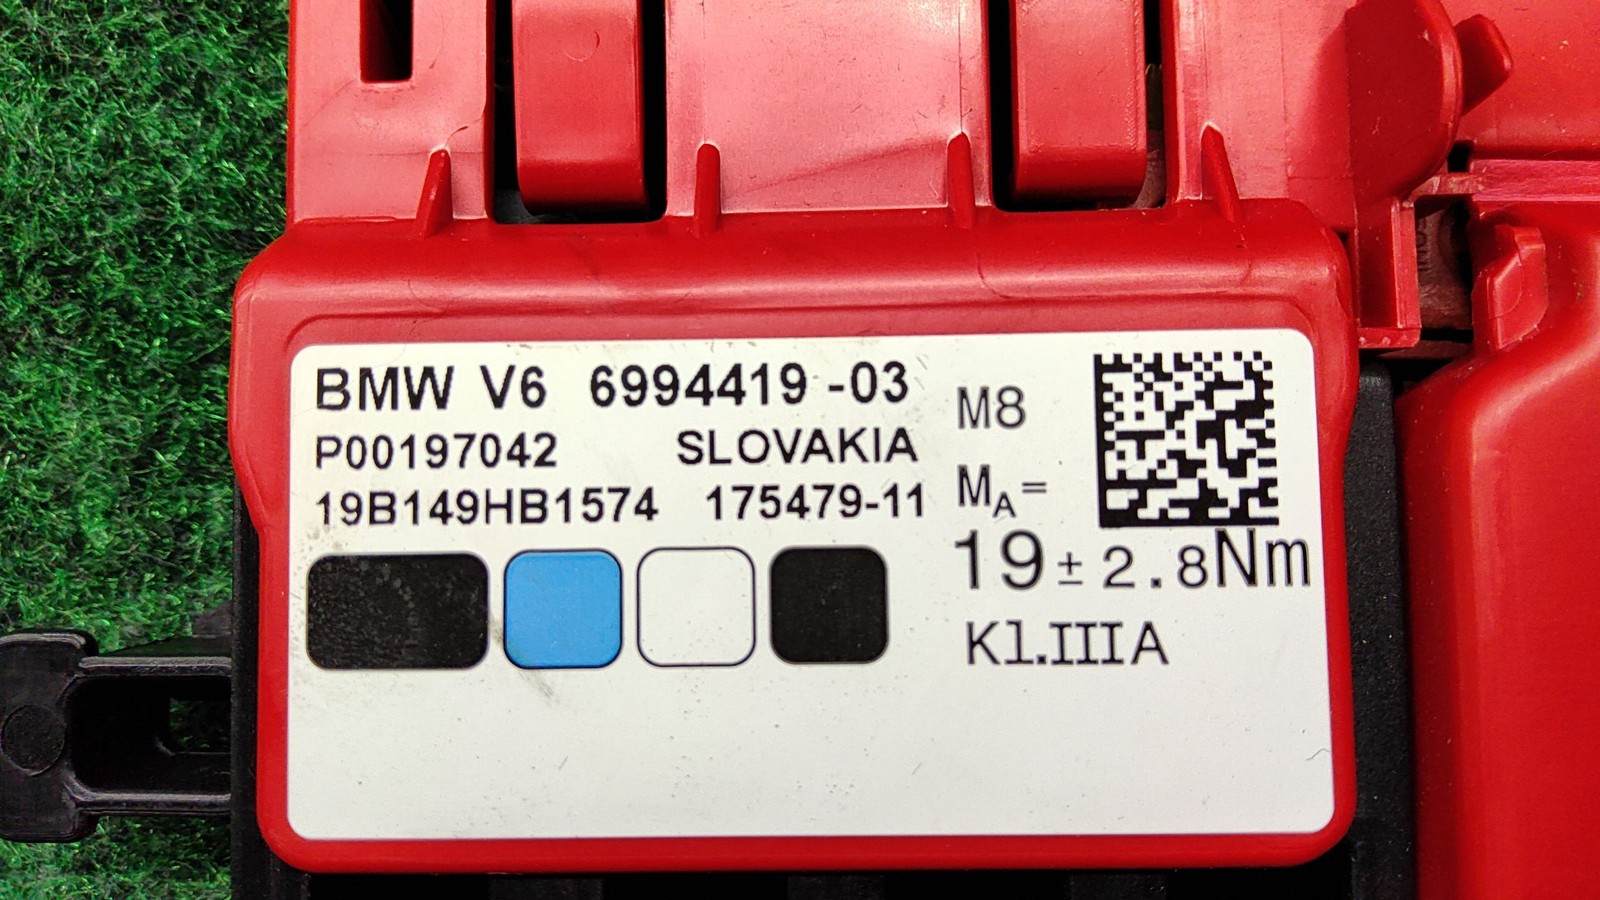 BMW V6 6994419 -03
P00197042 SLOVAKIA
19B149HB1574 175479-11
M8
MA=
19 ± 2.8Nm
Kl.IIIA